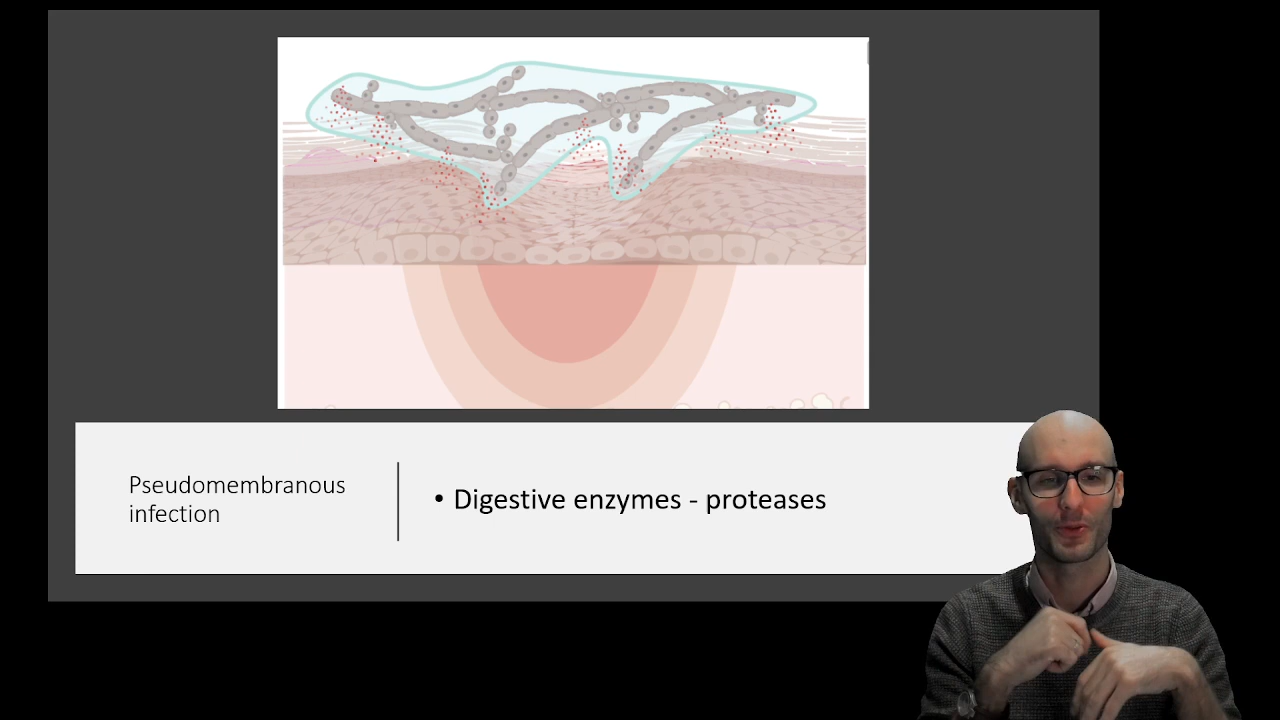 Pseudomembranous
infection
• Digestive enzymes - proteases